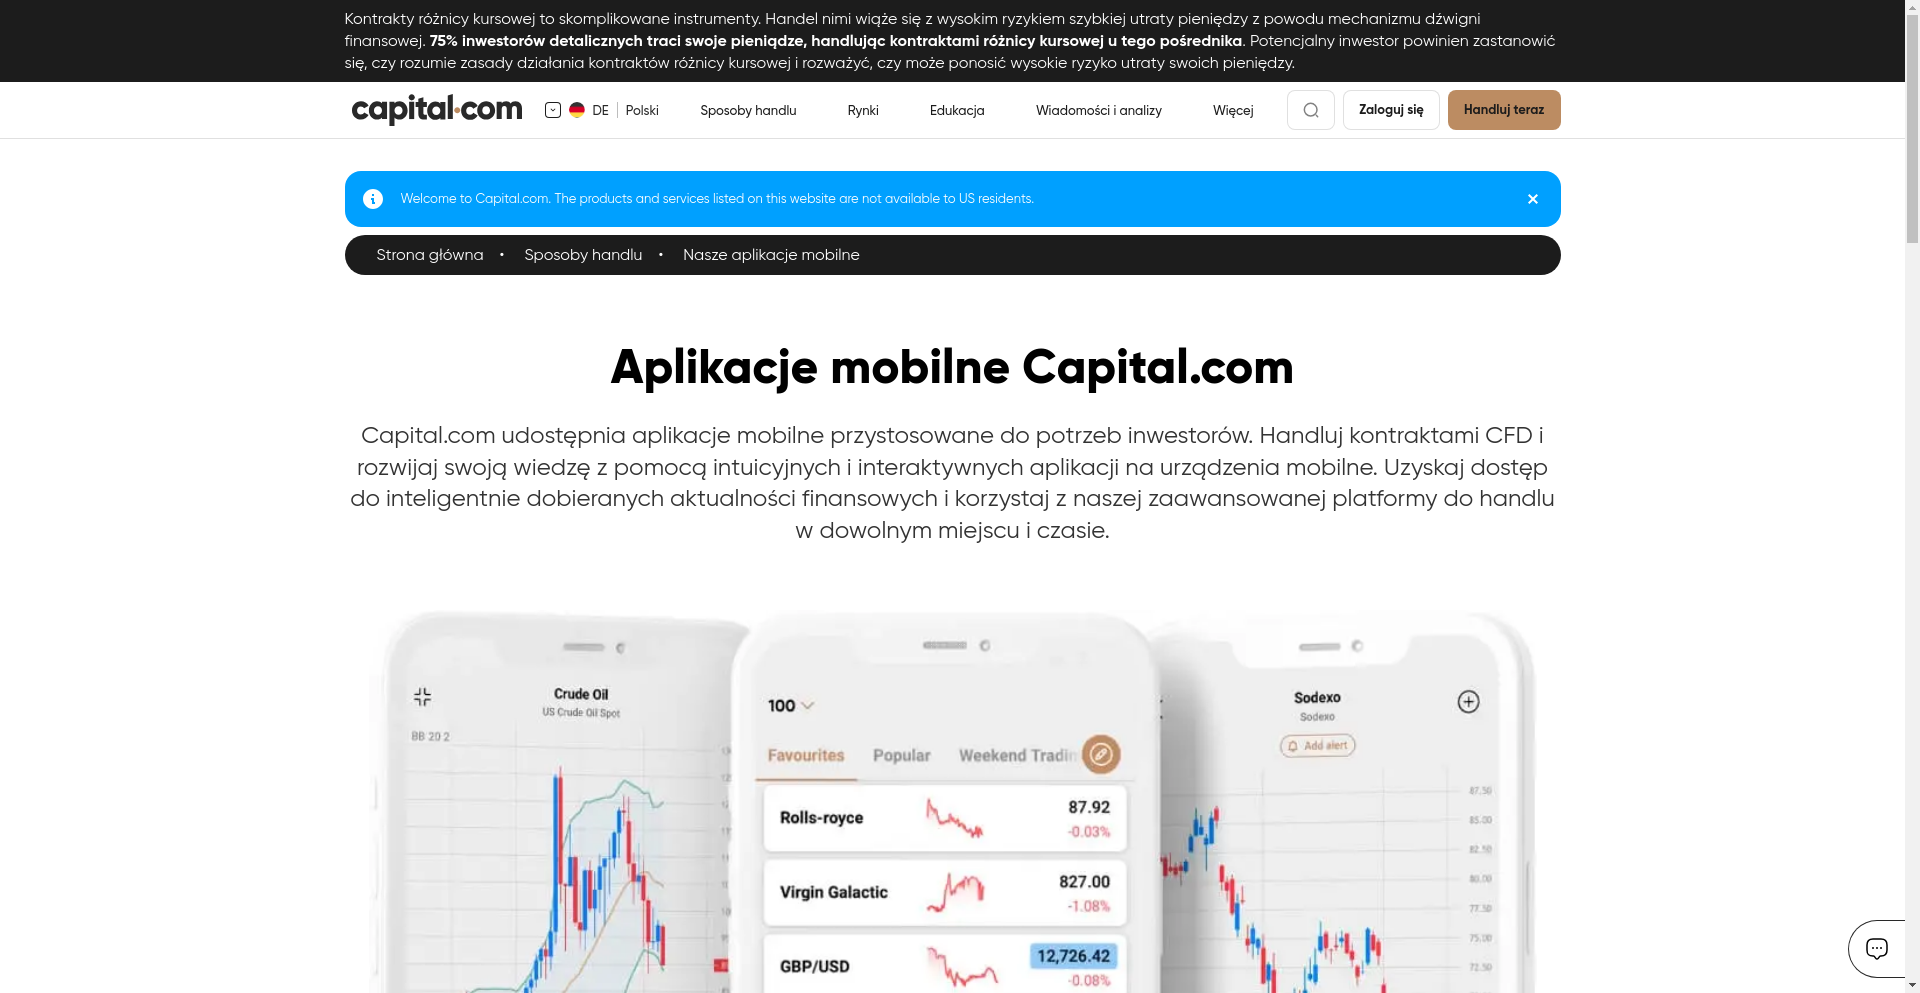 Kontrakty różnicy kursowej to skomplikowane instrumenty. Handel nimi wiąże się z wysokim ryzykiem szybkiej utraty pieniędzy z powodu mechanizmu dźwigni
finansowej. 75% inwestorów detalicznych traci swoje pieniądze, handlując kontraktami różnicy kursowej u tego pośrednika. Potencjalny inwestor powinien zastanowić
się, czy rozumie zasady działania kontraktów różnicy kursowej i rozważyć, czy może ponosić wysokie ryzyko utraty swoich pieniędzy.
capital.com DE Polski Sposoby handlu Rynki Edukacja Wiadomości i analizy Więcej Zaloguj się Handluj teraz
Welcome to Capital.com. The products and services listed on this website are not available to US residents.
Strona główna • Sposoby handlu • Nasze aplikacje mobilne
Aplikacje mobilne Capital.com
Capital.com udostępnia aplikacje mobilne przystosowane do potrzeb inwestorów. Handluj kontraktami CFD i
rozwijaj swoją wiedzę z pomocą intuicyjnych i interaktywnych aplikacji na urządzenia mobilne. Uzyskaj dostęp
do inteligentnie dobieranych aktualności finansowych i korzystaj z naszej zaawansowanej platformy do handlu
w dowolnym miejscu i czasie.
Crude Oil
US Crude Oil Spot
BB 20 2
100
Favourites Popular Weekend Tradin
Rolls-royce 87.92
-0.03%
Virgin Galactic 827.00
-1.08%
GBP/USD 12,726.42
-0.08%
Sodexo
Sodexo
Add alert
87.50
85.00
82.50
80.00
77.50
75.00
72.50